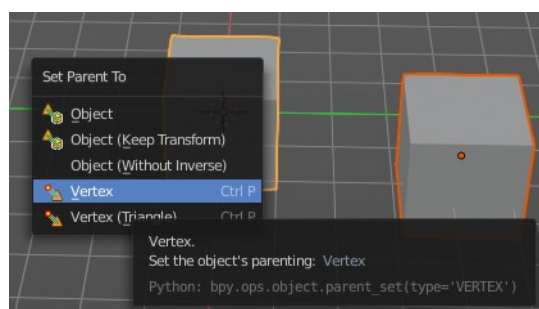 Set Parent To
Object
Object (Keep Transform)
Object (Without Inverse)
Vertex Ctrl P
Vertex (Triangle) Ctrl P
Vertex.
Set the object's parenting: Vertex
Python: bpy.ops.object.parent_set(type='VERTEX')